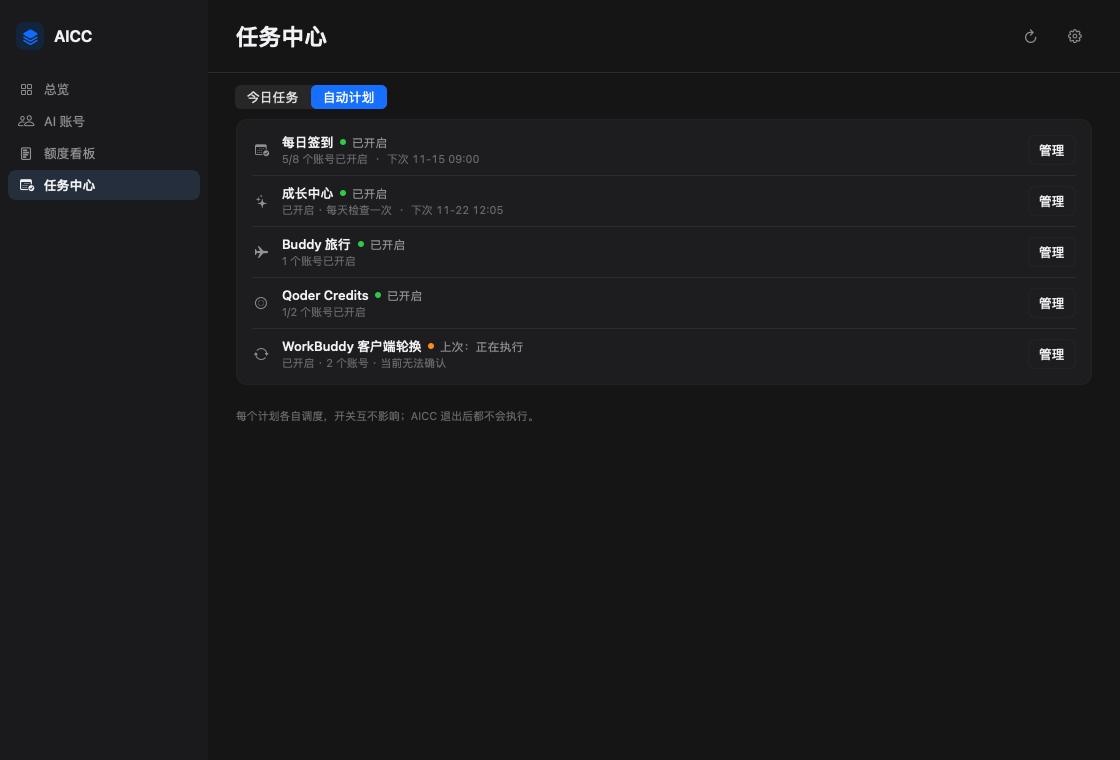 AICC
总览
AI 账号
额度看板
任务中心
任务中心
今日任务 自动计划
每日签到 已开启
5/8 个账号已开启 · 下次 11-15 09:00
管理
成长中心 已开启
已开启 · 每天检查一次 · 下次 11-22 12:05
管理
Buddy 旅行 已开启
1 个账号已开启
管理
Qoder Credits 已开启
1/2 个账号已开启
管理
WorkBuddy 客户端轮换 上次：正在执行
已开启 · 2 个账号 · 当前无法确认
管理
每个计划各自调度，开关互不影响；AICC 退出后都不会执行。